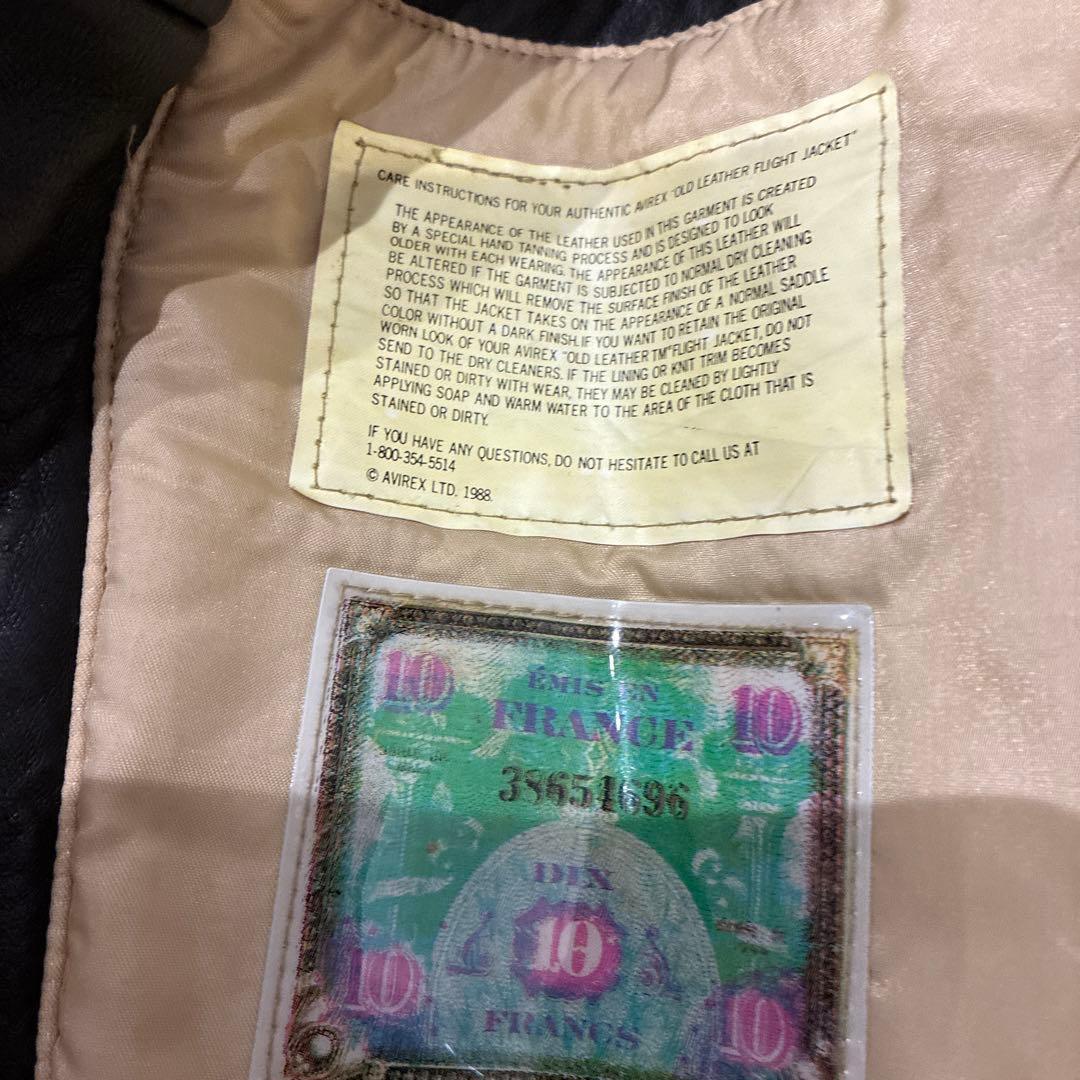 CARE INSTRUCTIONS FOR YOUR AUTHENTIC AVIREX "OLD LEATHER FLIGHT JACKET"
THE APPEARANCE OF THE LEATHER USED IN THIS GARMENT IS CREATED
BY A SPECIAL HAND TANNING PROCESS AND IS DESIGNED TO LOOK
OLDER WITH EACH WEARING. THE APPEARANCE OF THIS LEATHER WILL
BE ALTERED IF THE GARMENT IS SUBJECTED TO NORMAL DRY CLEANING
PROCESS WHICH WILL REMOVE THE SURFACE FINISH OF THE LEATHER
SO THAT THE JACKET TAKES ON THE APPEARANCE OF A NORMAL SADDLE
COLOR WITHOUT A DARK FINISH. IF YOU WANT TO RETAIN THE ORIGINAL
WORN LOOK OF YOUR AVIREX "OLD LEATHER TM" FLIGHT JACKET, DO NOT
SEND TO THE DRY CLEANERS. IF THE LINING OR KNIT TRIM BECOMES
STAINED OR DIRTY WITH WEAR, THEY MAY BE CLEANED BY LIGHTLY
APPLYING SOAP AND WARM WATER TO THE AREA OF THE CLOTH THAT IS
STAINED OR DIRTY.
IF YOU HAVE ANY QUESTIONS, DO NOT HESITATE TO CALL US AT
1-800-354-5514
© AVIREX LTD. 1988.
10 ÉMIS EN 10
FRANCE
38651696
DIX
10
FRANCS
10 10